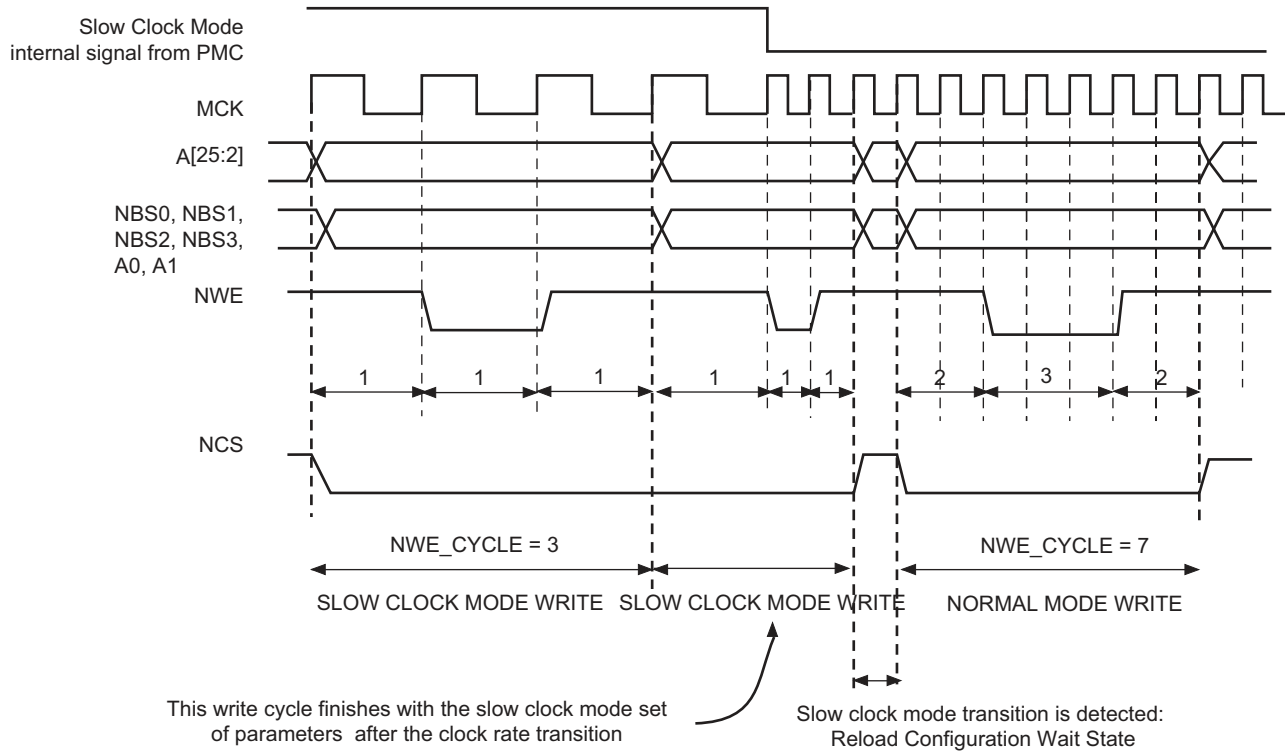 Slow Clock Mode
internal signal from PMC
MCK
A[25:2]
NBS0, NBS1,
NBS2, NBS3,
A0, A1
NWE
1 1 1 1 1 1 2 3 2
NCS
NWE_CYCLE = 3 NWE_CYCLE = 7
SLOW CLOCK MODE WRITE SLOW CLOCK MODE WRITE NORMAL MODE WRITE
This write cycle finishes with the slow clock mode set
of parameters after the clock rate transition
Slow clock mode transition is detected:
Reload Configuration Wait State